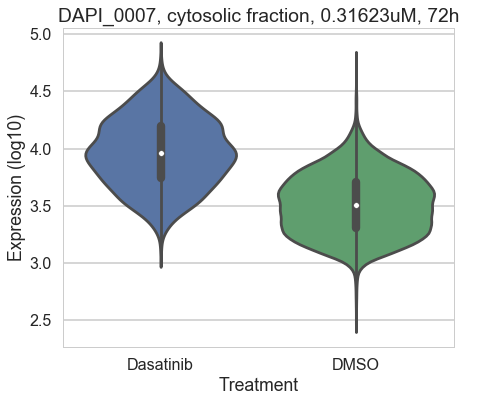 DAPI_0007, cytosolic fraction, 0.31623uM, 72h
5.0
4.5
4.0
3.5
3.0
2.5
Expression (log10)
Dasatinib
DMSO
Treatment